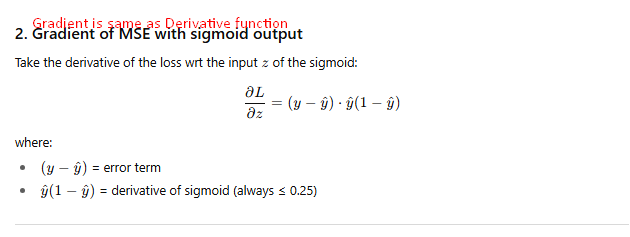 Gradient is same as Derivative function
2. Gradient of MSE with sigmoid output
Take the derivative of the loss wrt the input z of the sigmoid:
∂L/∂z = (y − ŷ) · ŷ(1 − ŷ)
where:
• (y − ŷ) = error term
• ŷ(1 − ŷ) = derivative of sigmoid (always ≤ 0.25)